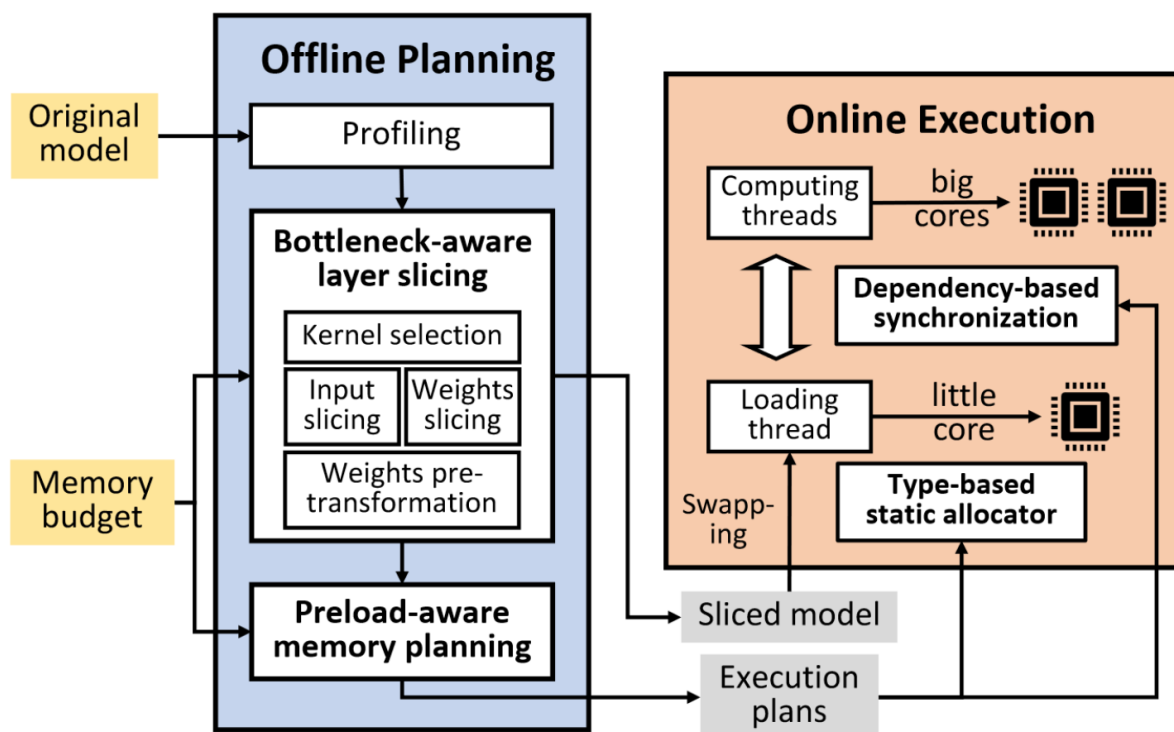 Offline Planning
Original
model
Profiling
Bottleneck-aware
layer slicing
Kernel selection
Input
slicing
Weights
slicing
Weights pre-
transformation
Memory
budget
Preload-aware
memory planning
Online Execution
Computing
threads
big
cores
Dependency-based
synchronization
Loading
thread
little
core
Type-based
static allocator
Swapp-
ing
Sliced model
Execution
plans